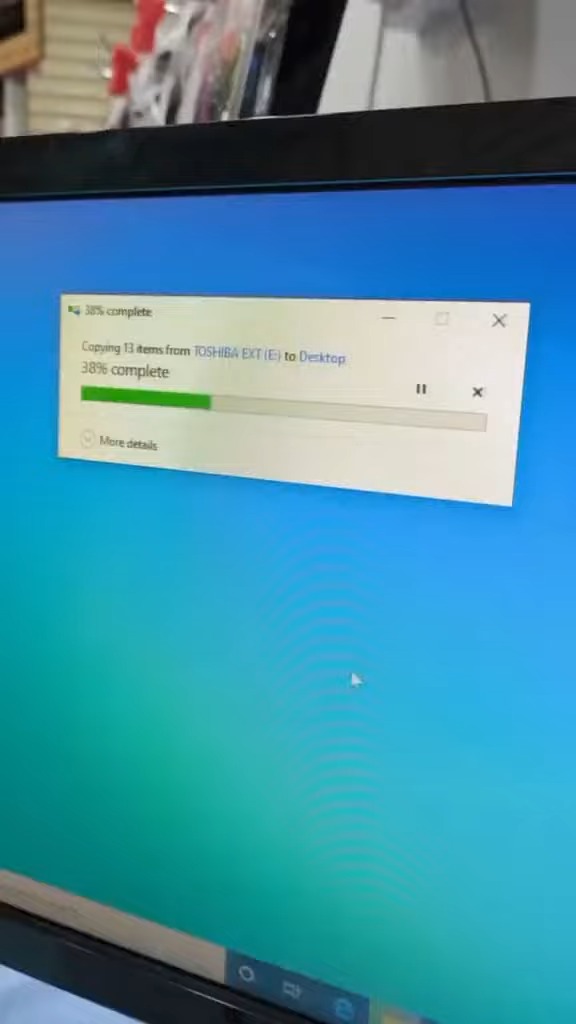 38% complete
Copying 13 items from TOSHIBA EXT (E:) to Desktop
38% complete
More details